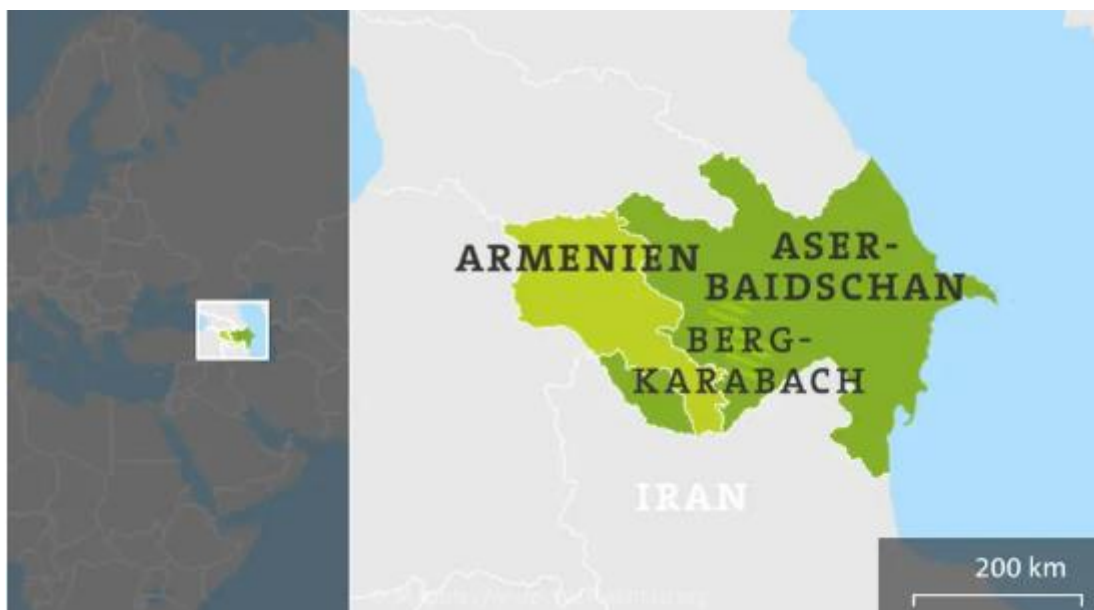 ARMENIEN
ASER-
BAIDSCHAN
BERG-
KARABACH
IRAN
200 km